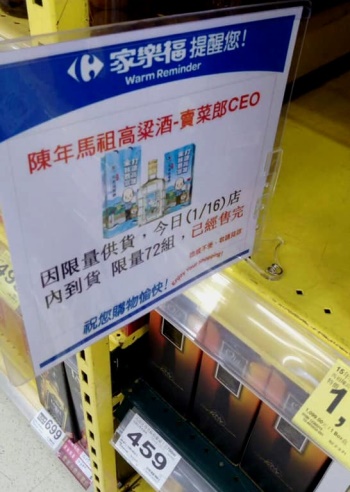 家樂福 提醒您!
Warm Reminder
陳年馬祖高粱酒-賣菜郎CEO
因限量供貨，今日(1/16)店
內到貨 限量72組，已經售完
祝您購物愉快!
699
459
1,